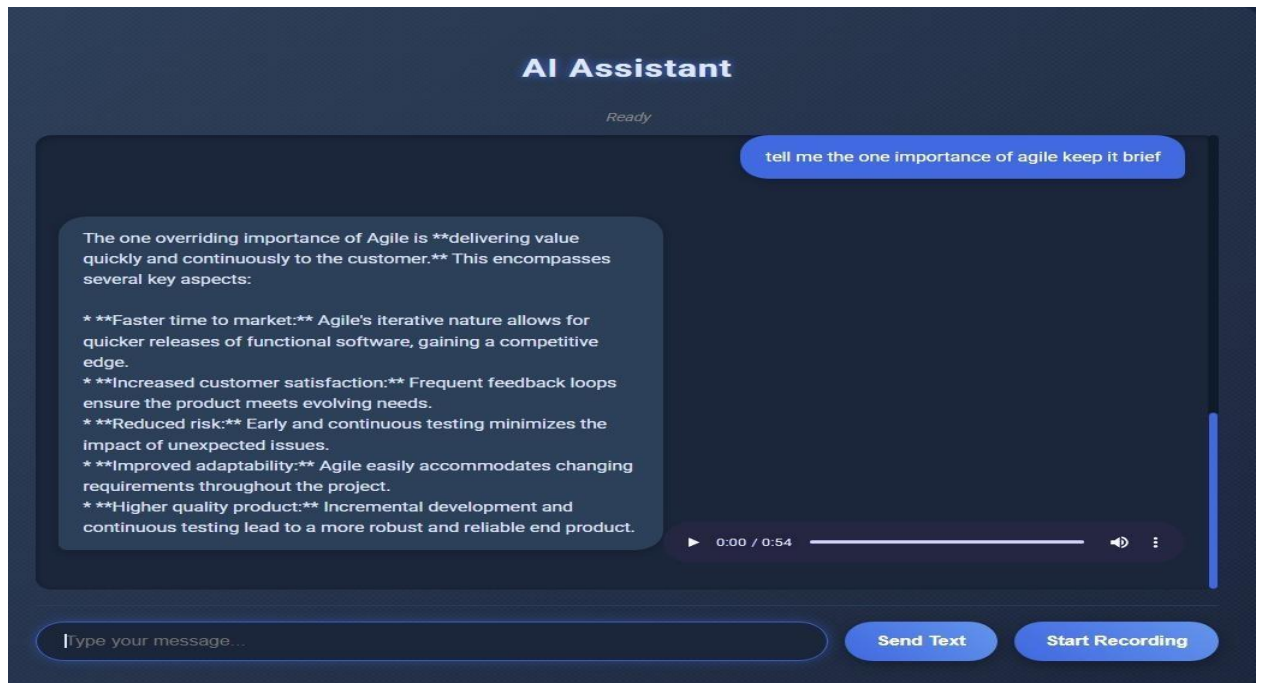 AI Assistant
Ready
tell me the one importance of agile keep it brief
The one overriding importance of Agile is **delivering value
quickly and continuously to the customer.** This encompasses
several key aspects:
* **Faster time to market:** Agile's iterative nature allows for
quicker releases of functional software, gaining a competitive
edge.
* **Increased customer satisfaction:** Frequent feedback loops
ensure the product meets evolving needs.
* **Reduced risk:** Early and continuous testing minimizes the
impact of unexpected issues.
* **Improved adaptability:** Agile easily accommodates changing
requirements throughout the project.
* **Higher quality product:** Incremental development and
continuous testing lead to a more robust and reliable end product.
0:00 / 0:54
Type your message...
Send Text
Start Recording